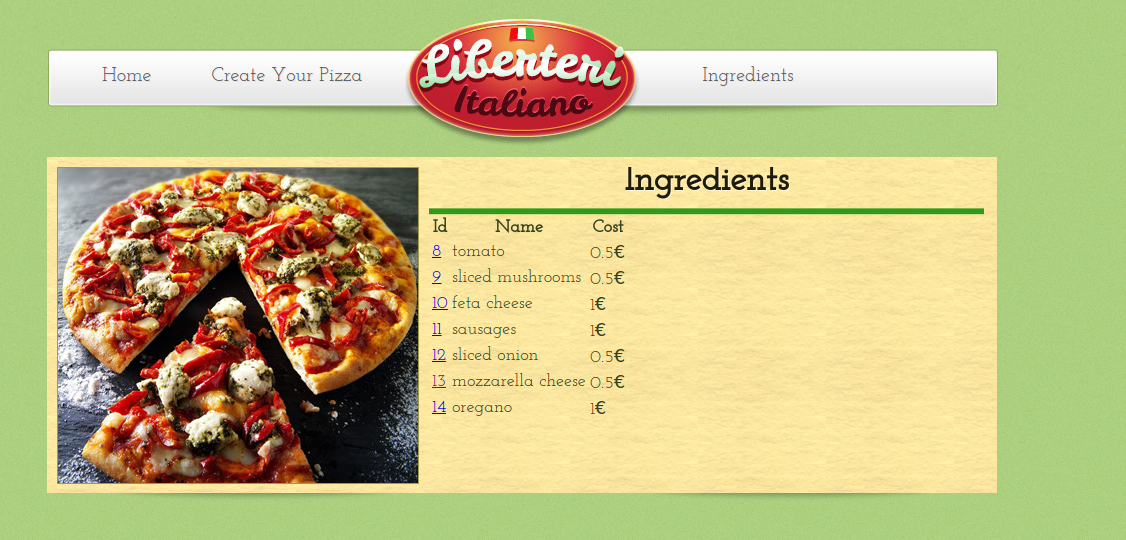 Home Create Your Pizza Liberteri Italiano Ingredients
Ingredients
Id Name Cost
8 tomato 0.5€
9 sliced mushrooms 0.5€
10 feta cheese 1€
11 sausages 1€
12 sliced onion 0.5€
13 mozzarella cheese 0.5€
14 oregano 1€